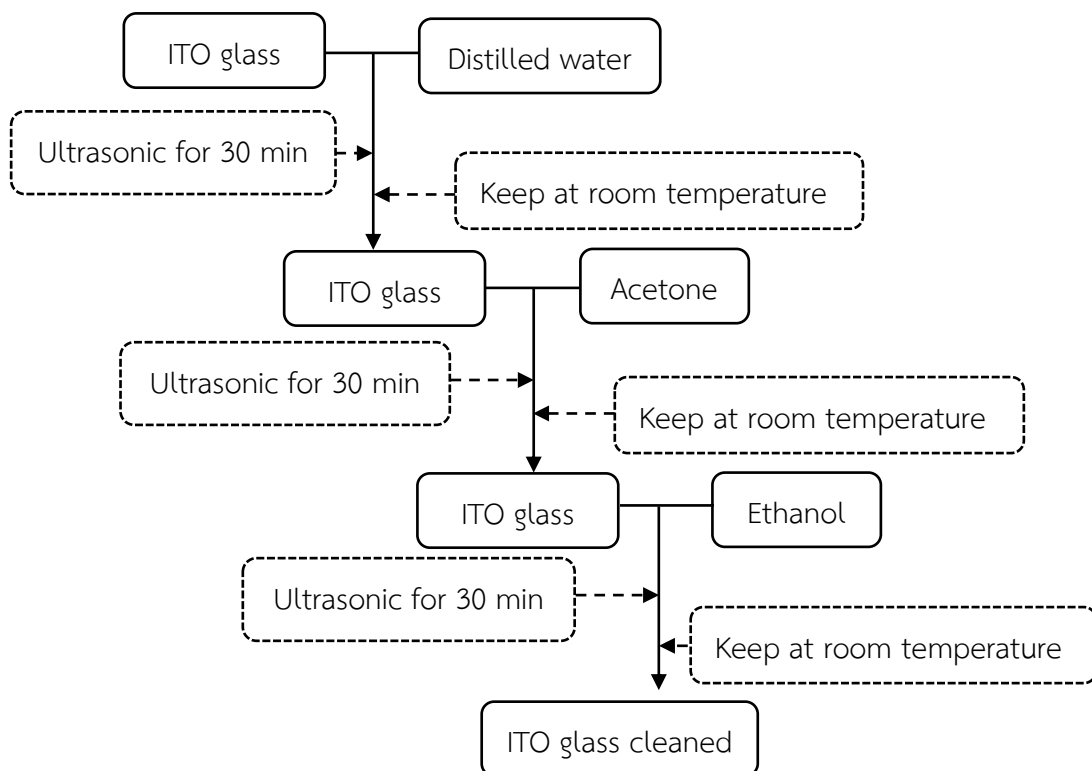 ITO glass
Distilled water
Ultrasonic for 30 min
Keep at room temperature
ITO glass
Acetone
Ultrasonic for 30 min
Keep at room temperature
ITO glass
Ethanol
Ultrasonic for 30 min
Keep at room temperature
ITO glass cleaned